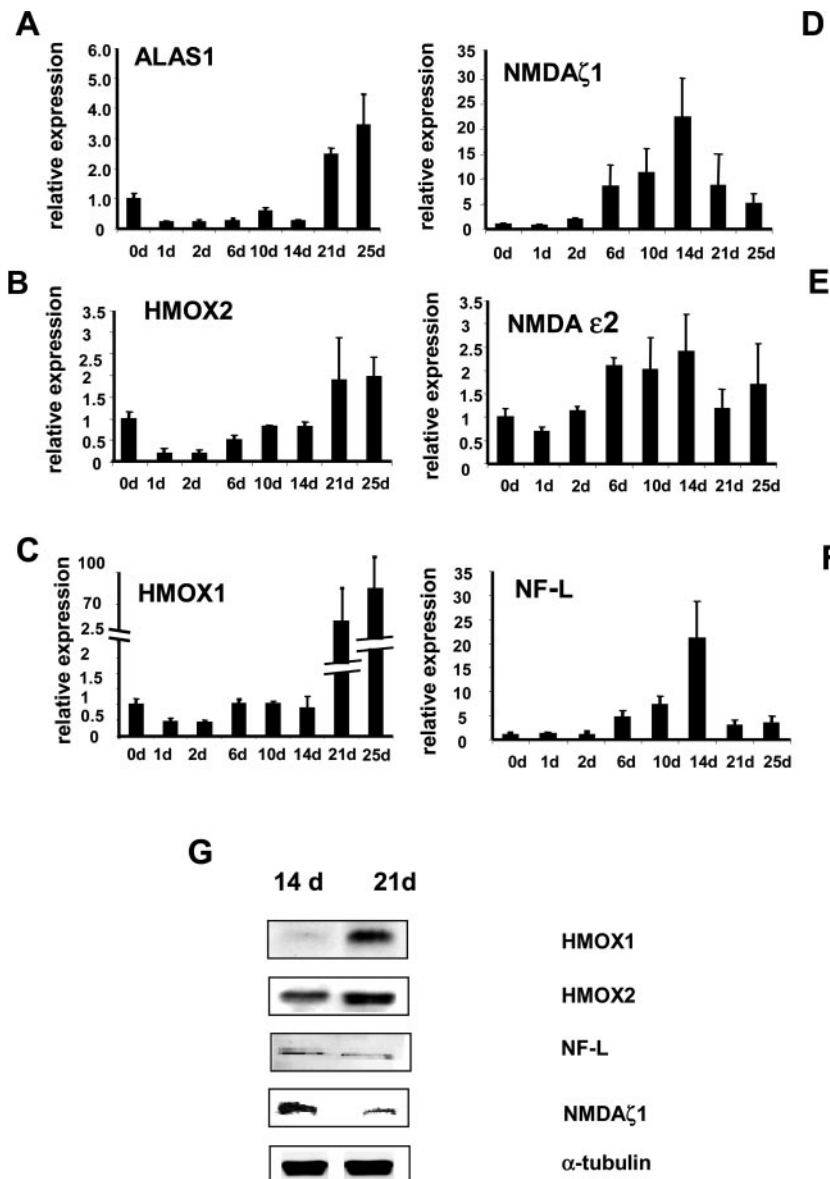 A
ALAS1
relative expression
6.0
5.0
4.0
3.0
2.0
1.0
0
0d 1d 2d 6d 10d 14d 21d 25d
D
NMDAζ1
relative expression
35
30
25
20
15
10
5
0
0d 1d 2d 6d 10d 14d 21d 25d
B
HMOX2
relative expression
3.5
3
2.5
2
1.5
1
0.5
0
0d 1d 2d 6d 10d 14d 21d 25d
E
NMDA ε2
relative expression
3.5
3
2.5
2
1.5
1
0.5
0
0d 1d 2d 6d 10d 14d 21d 25d
C
HMOX1
relative expression
100
70
2.5
2
1.5
1
0.5
0
0d 1d 2d 6d 10d 14d 21d 25d
NF-L
relative expression
35
30
25
20
15
10
5
0
0d 1d 2d 6d 10d 14d 21d 25d
G
14 d 21d
HMOX1
HMOX2
NF-L
NMDAζ1
α-tubulin